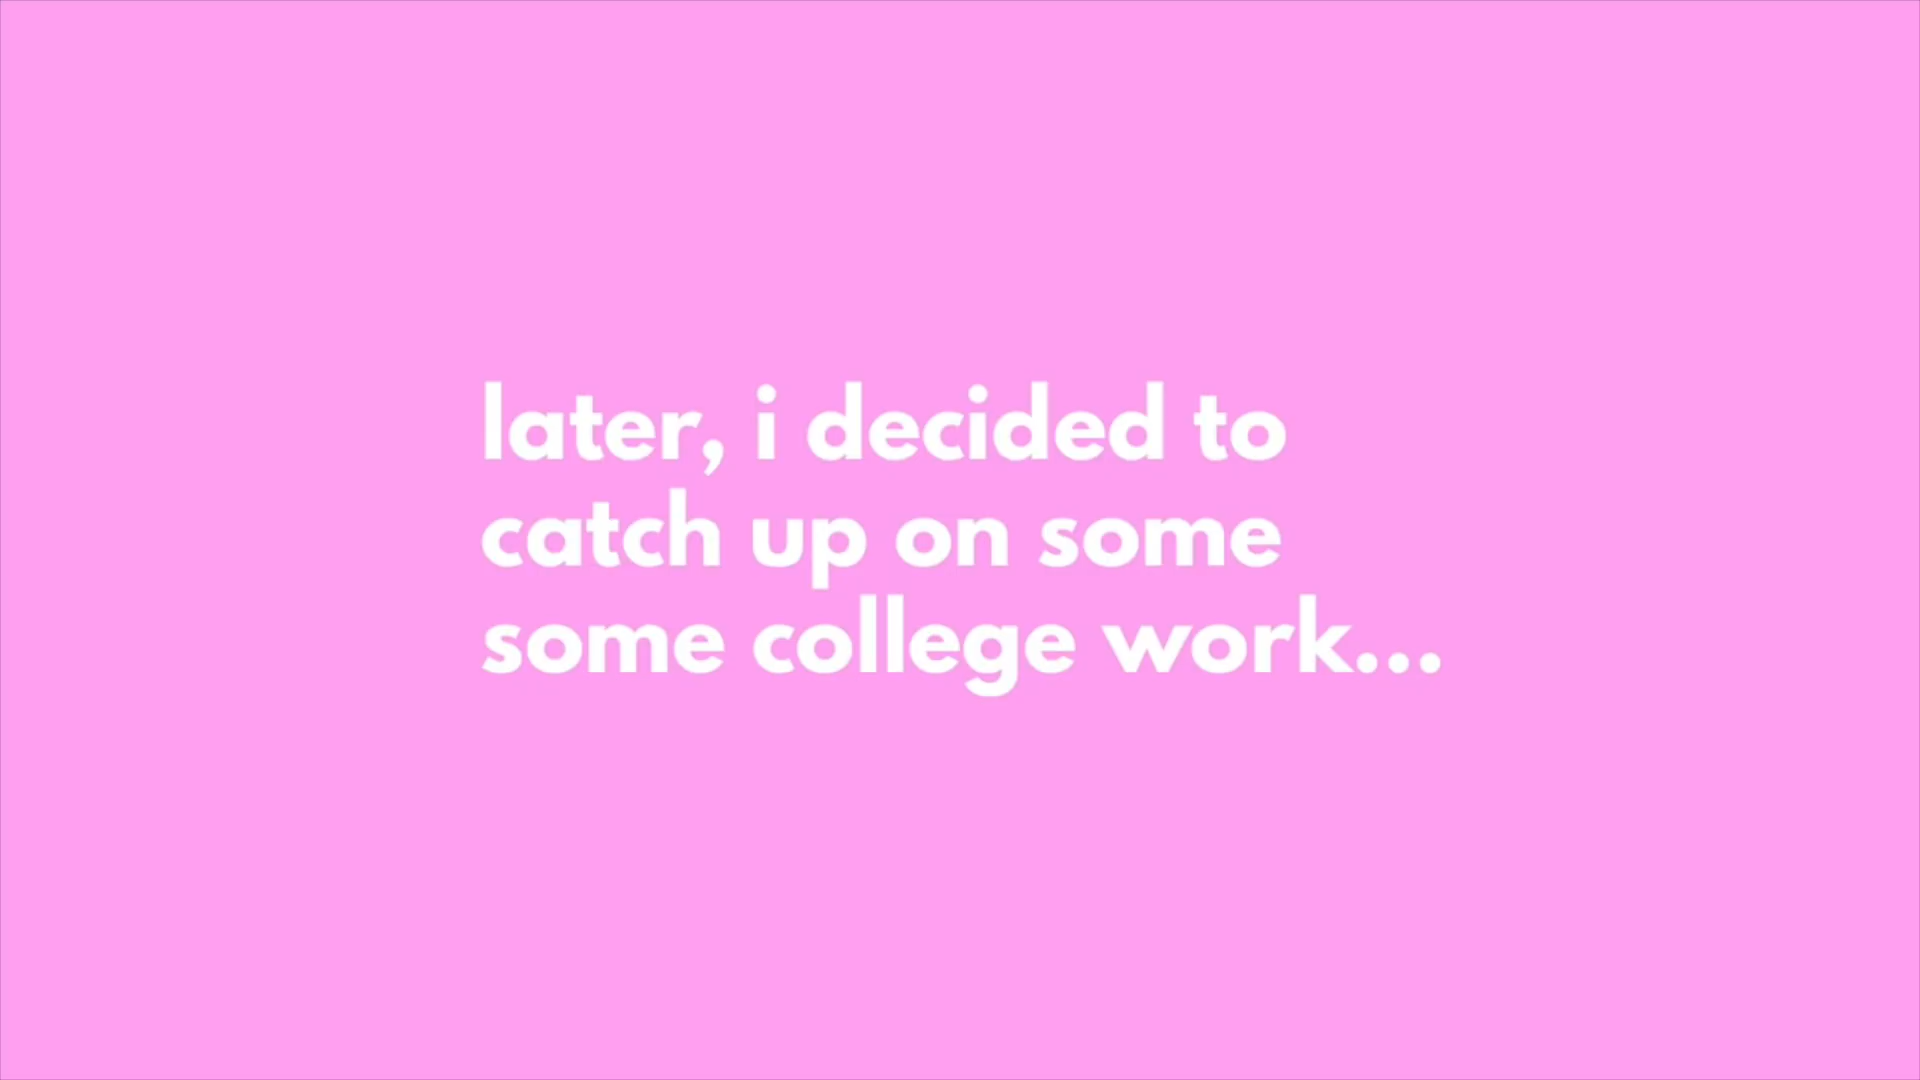 later, i decided to
catch up on some
some college work...